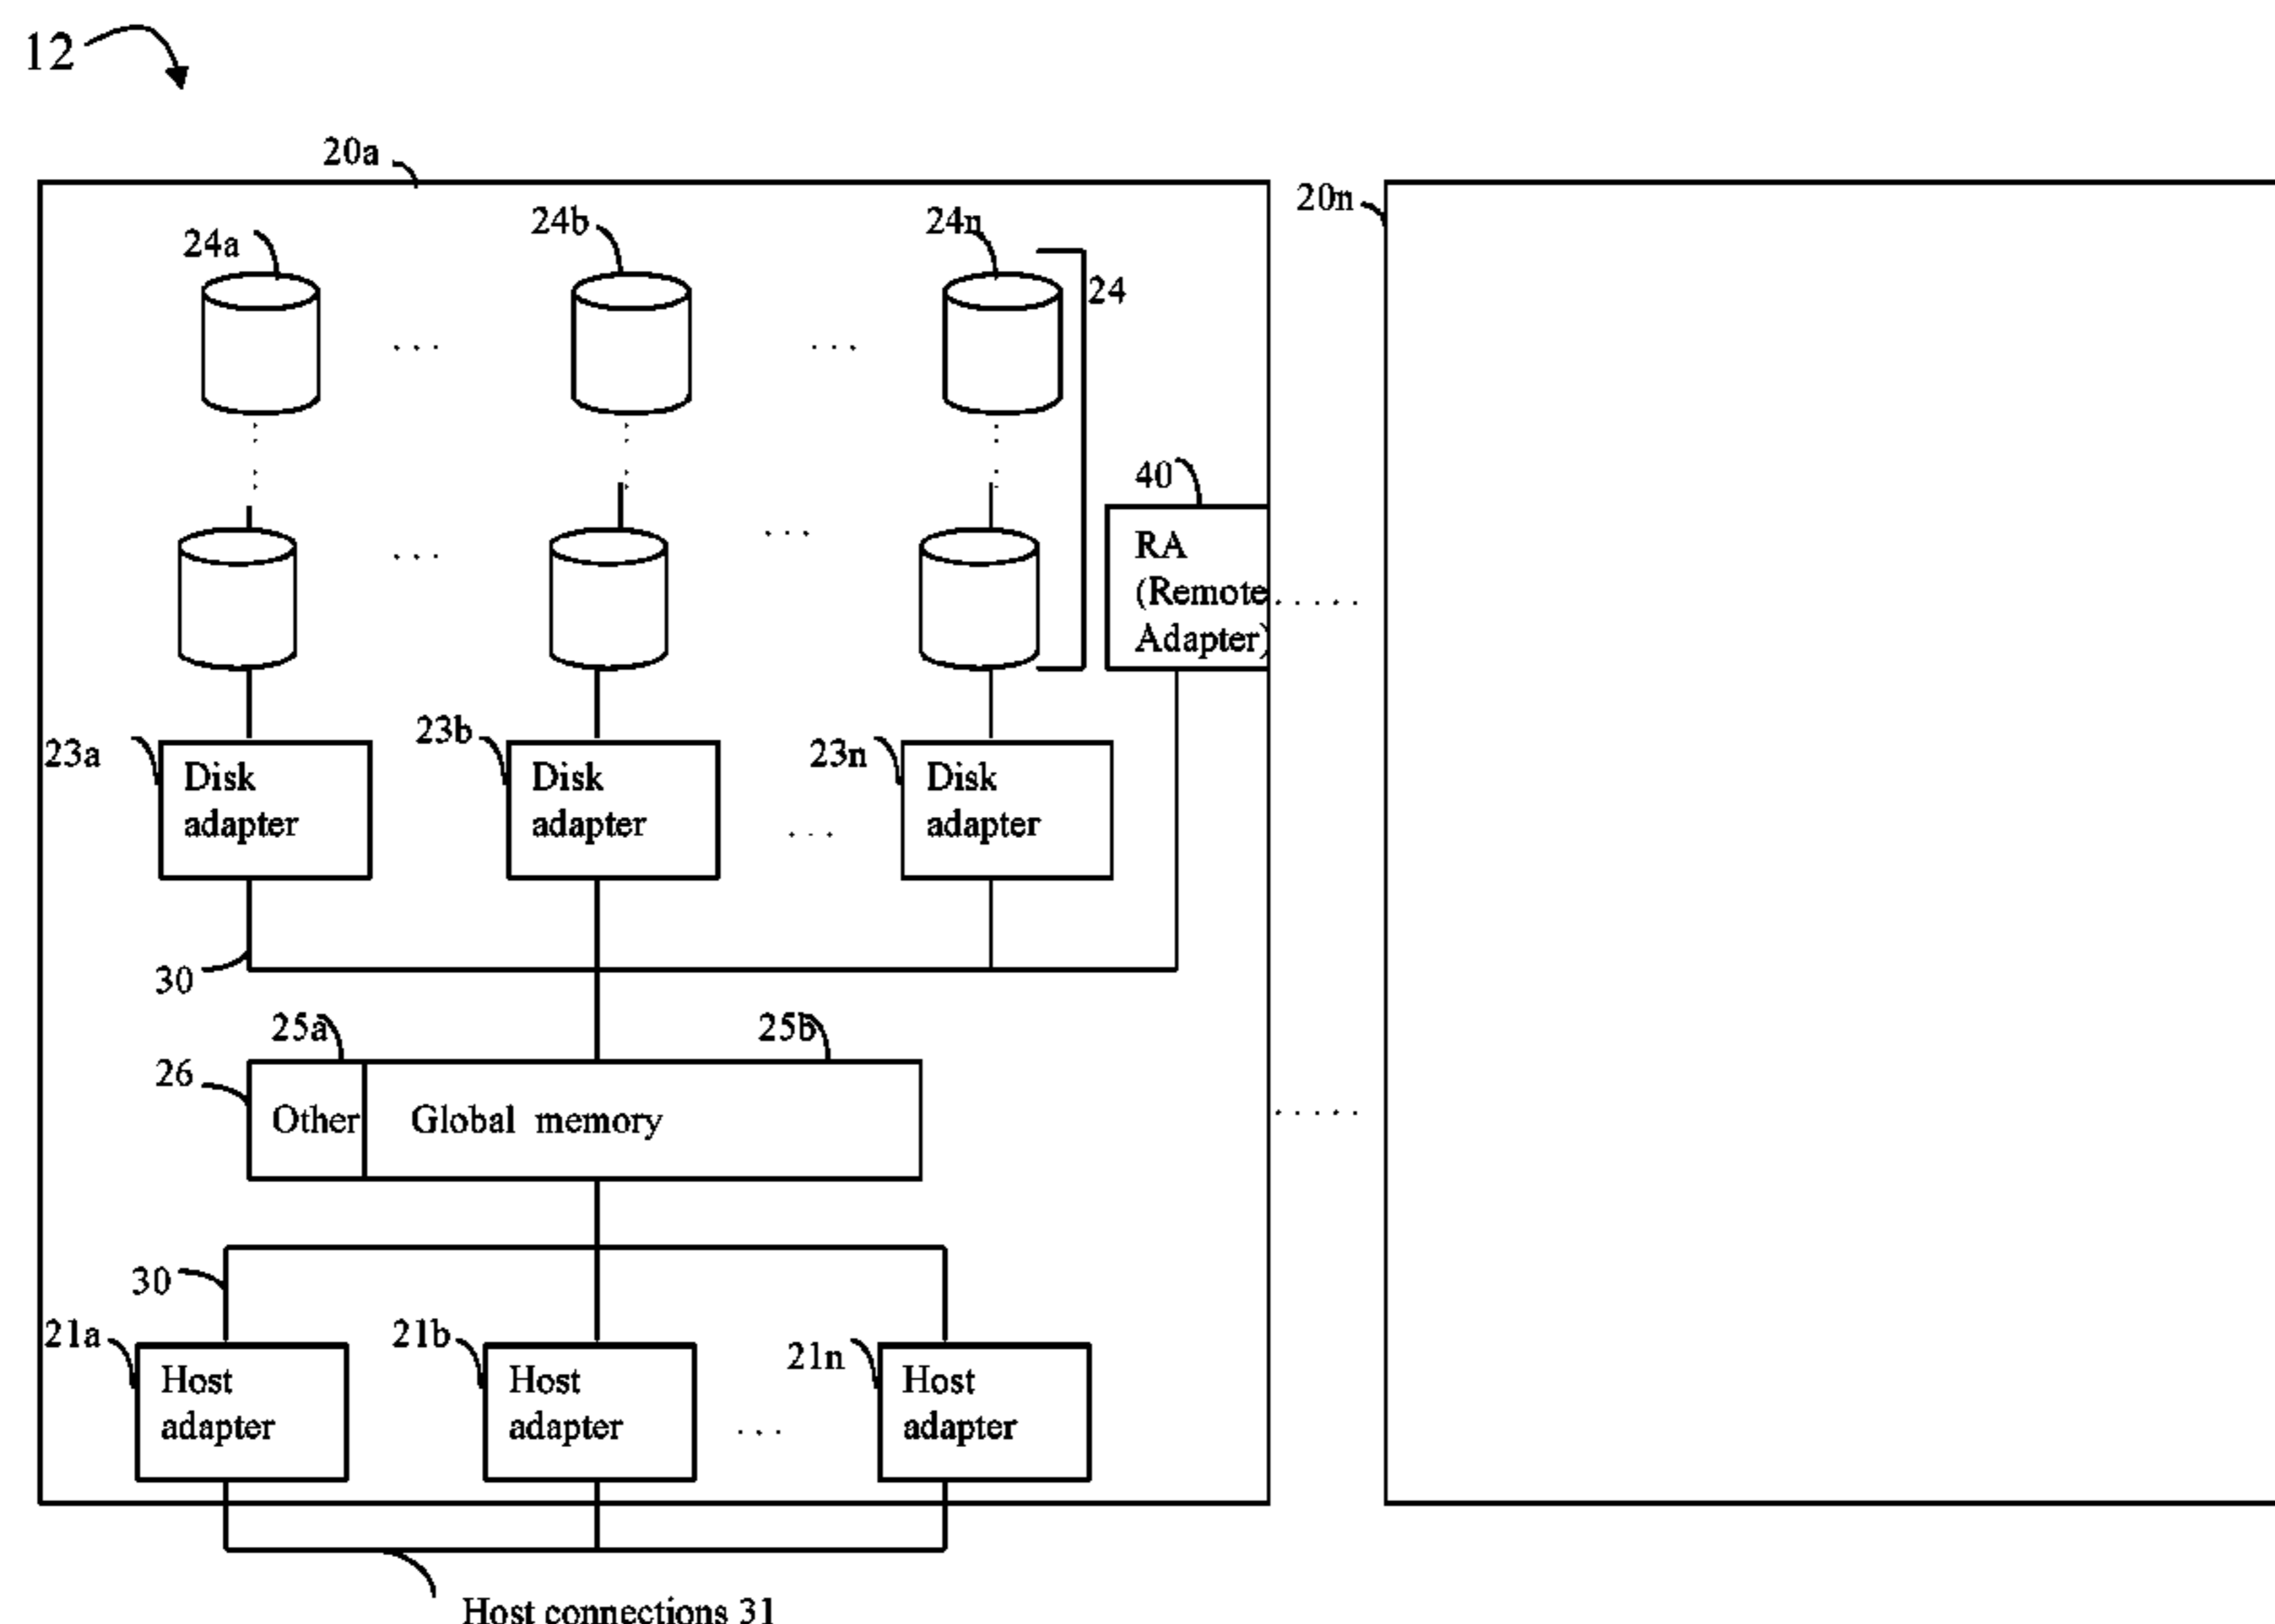 12
20a
20n
24a
24b
24n
24
40
RA
(Remote
Adapter)
23a
23b
23n
Disk
adapter
Disk
adapter
Disk
adapter
30
25a
25b
26
Other
Global memory
30
21a
21b
21n
Host
adapter
Host
adapter
Host
adapter
Host connections 31